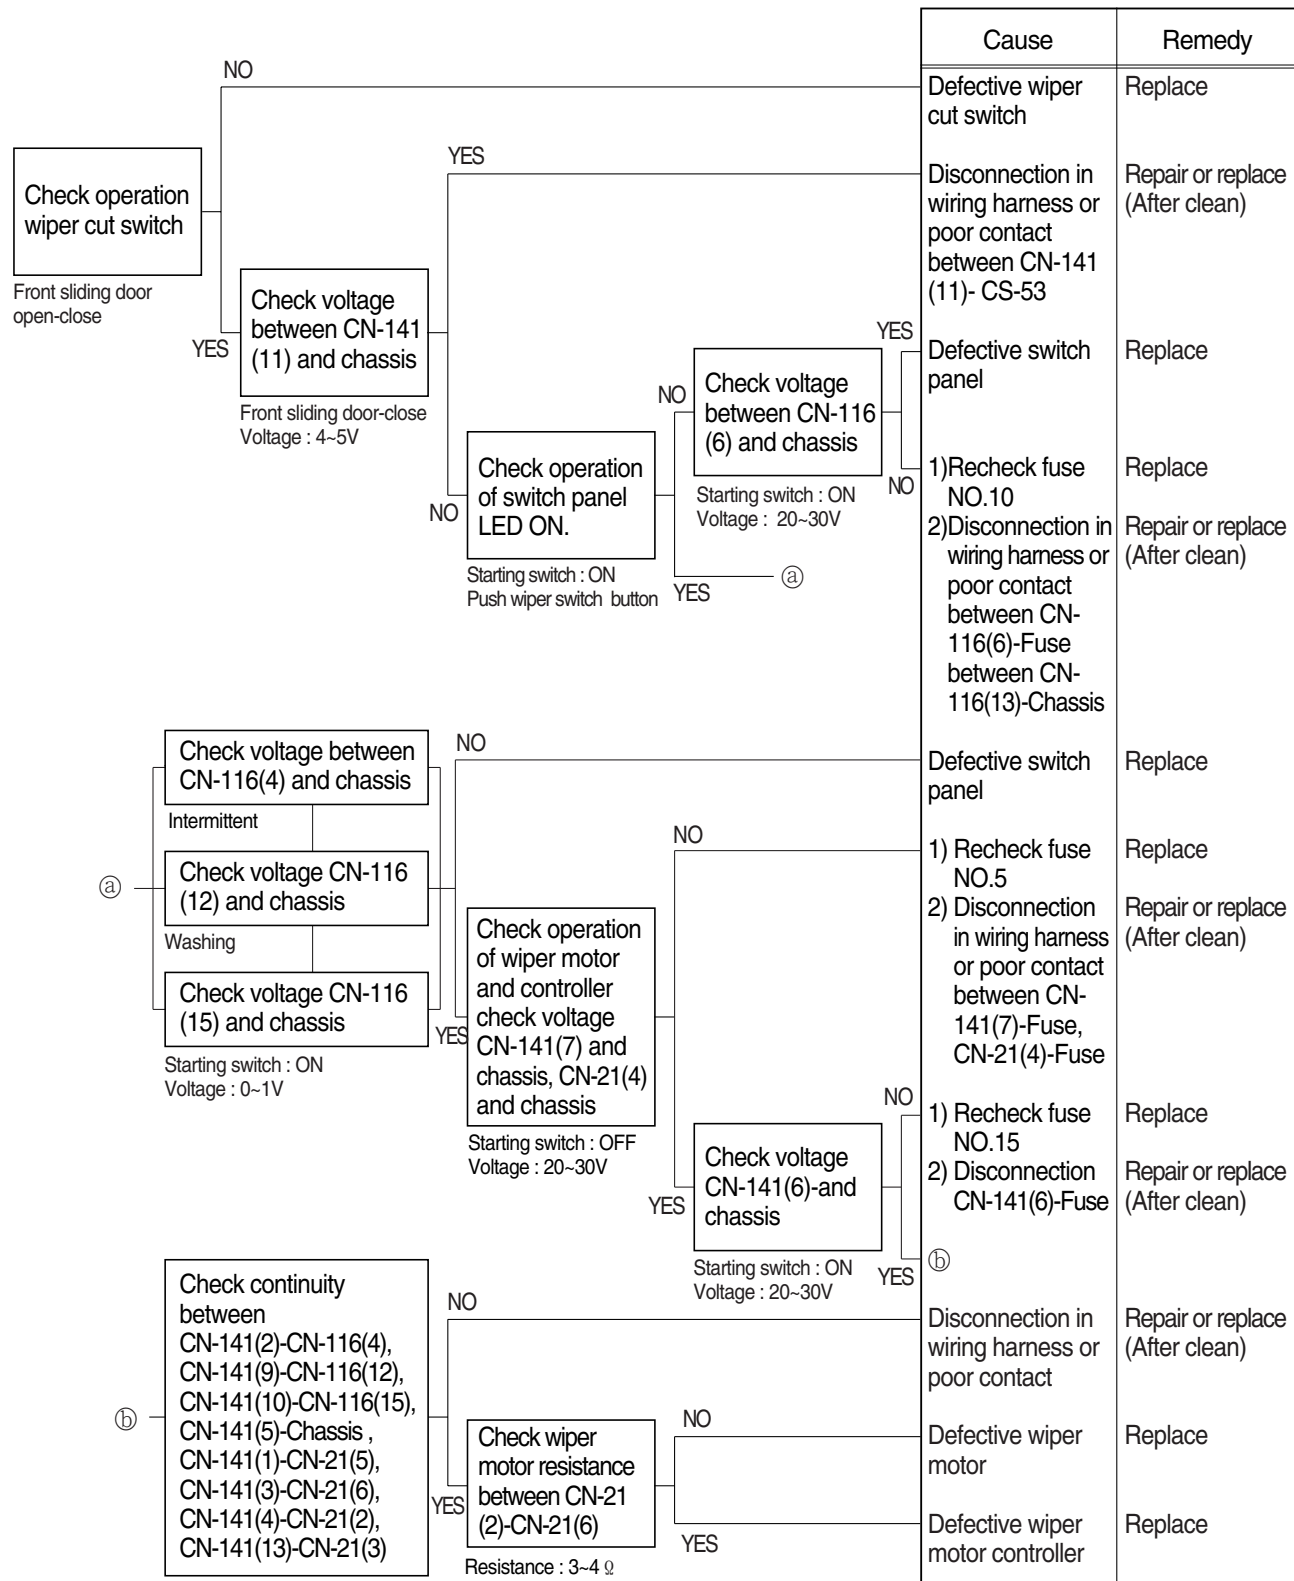 Cause
Remedy
NO
Defective wiper
cut switch
Replace
YES
Check operation
wiper cut switch
Front sliding door
open-close
Disconnection in
wiring harness or
poor contact
between CN-141
(11)- CS-53
Repair or replace
(After clean)
YES
Check voltage
between CN-141
(11) and chassis
Front sliding door-close
Voltage : 4~5V
YES
NO
Check voltage
between CN-116
(6) and chassis
Starting switch : ON
Voltage :  20~30V
Defective switch
panel
Replace
NO
Check operation
of switch panel
LED ON.
Starting switch : ON
Push wiper switch  button
NO
YES
ⓐ
1)Recheck fuse
NO.10
Replace
2)Disconnection in
wiring harness or
poor contact
between CN-
116(6)-Fuse
between CN-
116(13)-Chassis
Repair or replace
(After clean)
ⓐ
Check voltage between
CN-116(4) and chassis
Intermittent
Check voltage CN-116
(12) and chassis
Washing
Check voltage CN-116
(15) and chassis
Starting switch : ON
Voltage : 0~1V
NO
Defective switch
panel
Replace
YES
Check operation
of wiper motor
and controller
check voltage
CN-141(7) and
chassis, CN-21(4)
and chassis
Starting switch : OFF
Voltage : 20~30V
NO
1) Recheck fuse
NO.5
Replace
2) Disconnection
in wiring harness
or poor contact
between CN-
141(7)-Fuse,
CN-21(4)-Fuse
Repair or replace
(After clean)
YES
Check voltage
CN-141(6)-and
chassis
Starting switch : ON
Voltage : 20~30V
NO
1) Recheck fuse
NO.15
Replace
2) Disconnection
CN-141(6)-Fuse
Repair or replace
(After clean)
YES
ⓑ
ⓑ
Check continuity
between
CN-141(2)-CN-116(4),
CN-141(9)-CN-116(12),
CN-141(10)-CN-116(15),
CN-141(5)-Chassis ,
CN-141(1)-CN-21(5),
CN-141(3)-CN-21(6),
CN-141(4)-CN-21(2),
CN-141(13)-CN-21(3)
NO
Disconnection in
wiring harness or
poor contact
Repair or replace
(After clean)
YES
Check wiper
motor resistance
between CN-21
(2)-CN-21(6)
Resistance : 3~4 Ω
NO
Defective wiper
motor
Replace
YES
Defective wiper
motor controller
Replace